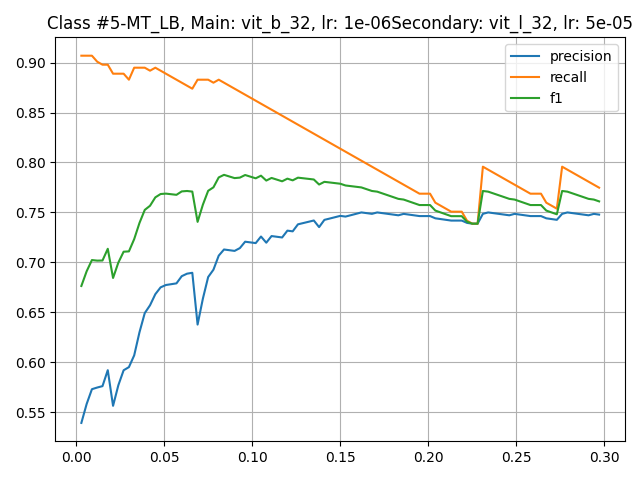 Class #5-MT_LB, Main: vit_b_32, lr: 1e-06Secondary: vit_l_32, lr: 5e-05
precision
recall
f1
0.90
0.85
0.80
0.75
0.70
0.65
0.60
0.55
0.00 0.05 0.10 0.15 0.20 0.25 0.30